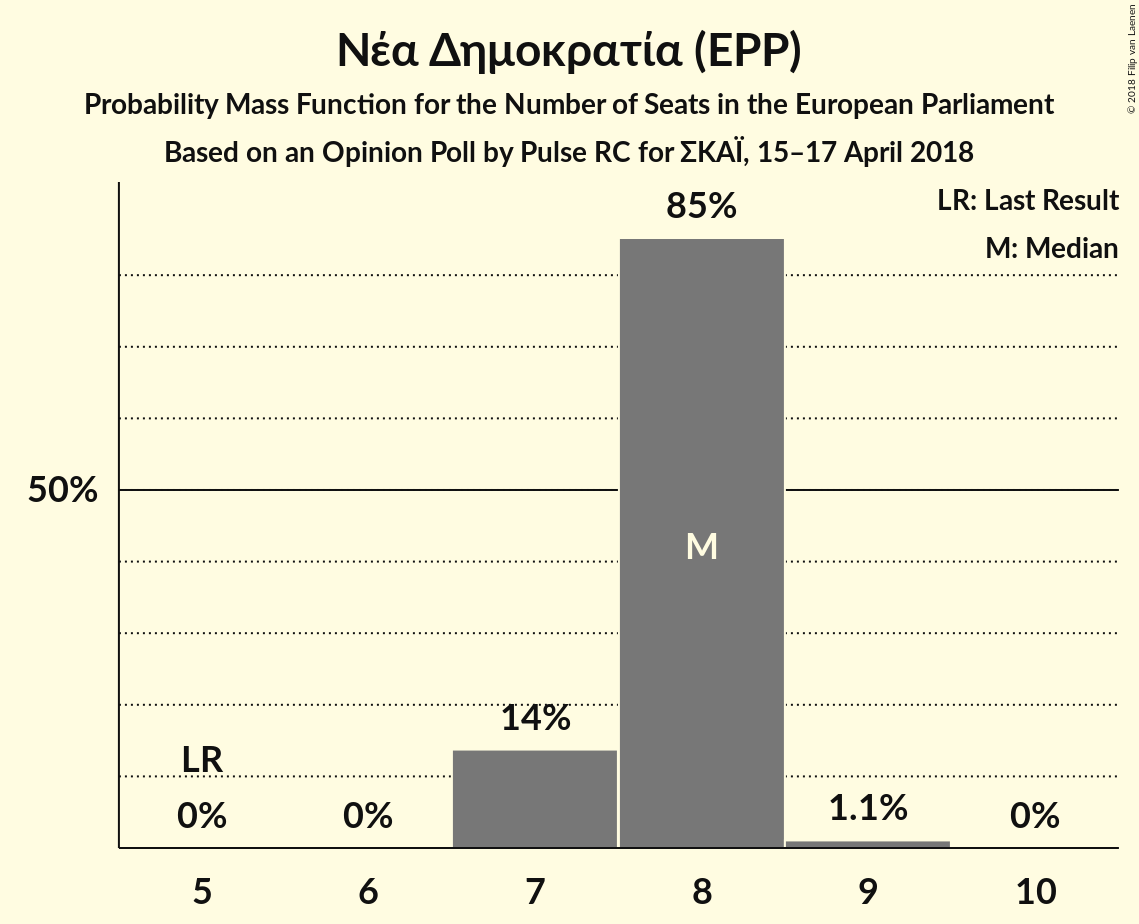 Νέα Δημοκρατία (EPP)
Probability Mass Function for the Number of Seats in the European Parliament
Based on an Opinion Poll by Pulse RC for ΣΚΑΪ, 15–17 April 2018
© 2018 Filip van Laenen
LR: Last Result
M: Median
85%
50%
M
14%
LR
0%
0%
1.1%
0%
5
6
7
8
9
10